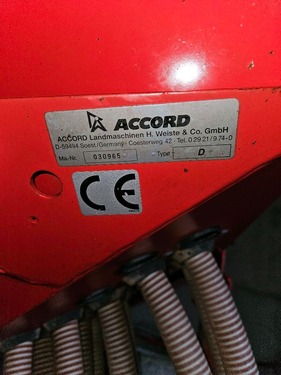 ACCORD
ACCORD Landmaschinen H. Weiste & Co. GmbH
D-59494 Soest/Germany · Coesterweg 42 · Tel. 0 29 21/9 74-0
Ma-Nr. 030965 Type D
CE